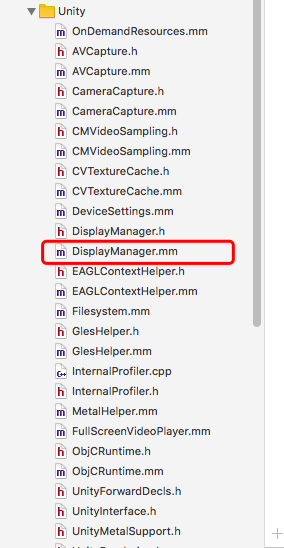 Unity
OnDemandResources.mm
AVCapture.h
AVCapture.mm
CameraCapture.h
CameraCapture.mm
CMVideoSampling.h
CMVideoSampling.mm
CVTextureCache.h
CVTextureCache.mm
DeviceSettings.mm
DisplayManager.h
DisplayManager.mm
EAGLContextHelper.h
EAGLContextHelper.mm
Filesystem.mm
GlesHelper.h
GlesHelper.mm
InternalProfiler.cpp
InternalProfiler.h
MetalHelper.mm
FullScreenVideoPlayer.mm
ObjCRuntime.h
ObjCRuntime.mm
UnityForwardDecls.h
UnityInterface.h
UnityMetalSupport.h